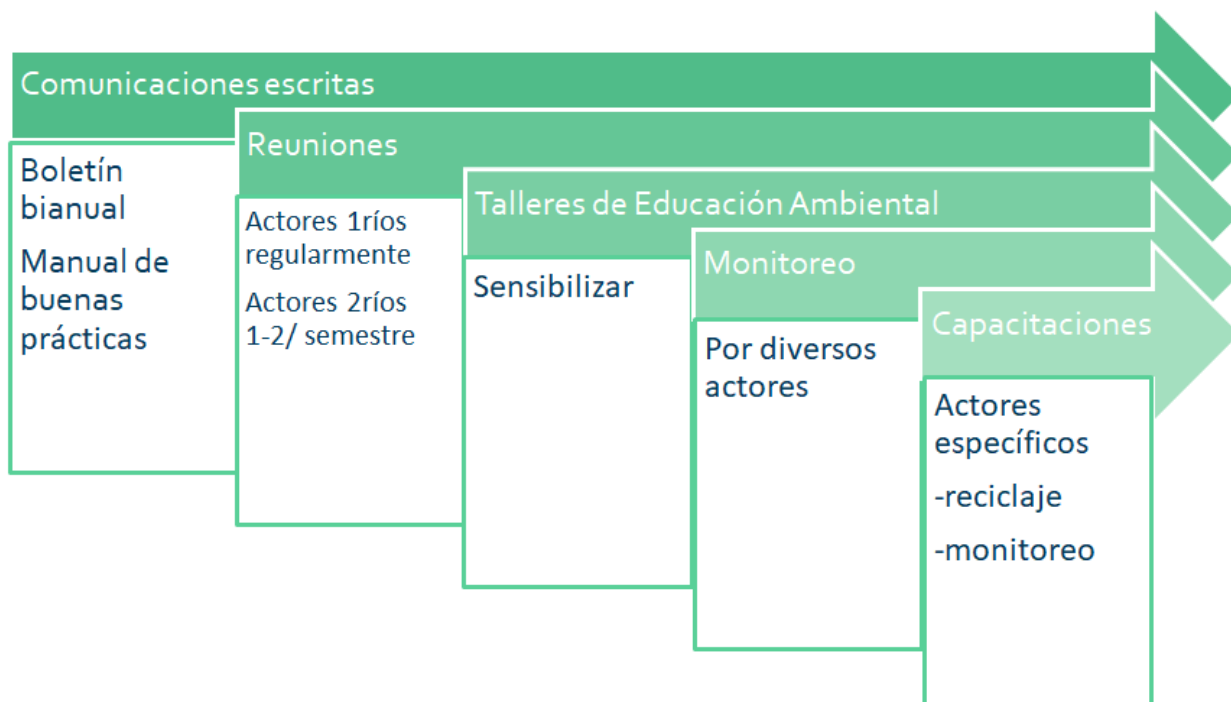 Comunicaciones escritas
Boletín
bianual
Manual de
buenas
prácticas
Reuniones
Actores 1ríos
regularmente
Actores 2ríos
1-2/ semestre
Talleres de Educación Ambiental
Sensibilizar
Monitoreo
Por diversos
actores
Capacitaciones
Actores
específicos
-reciclaje
-monitoreo